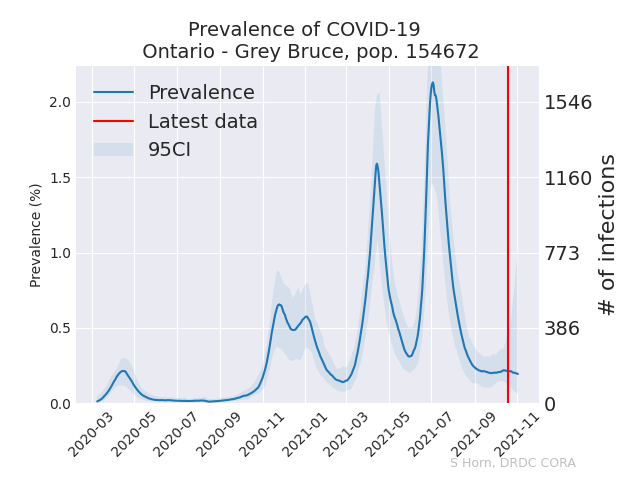 Prevalence of COVID-19
Ontario - Grey Bruce, pop. 154672
Prevalence
Latest data
95CI
Prevalence (%)
2.0
1.5
1.0
0.5
0.0
1546
1160
773
386
0
# of infections
2020-03
2020-05
2020-07
2020-09
2020-11
2021-01
2021-03
2021-05
2021-07
2021-09
2021-11
S Horn, DRDC CORA